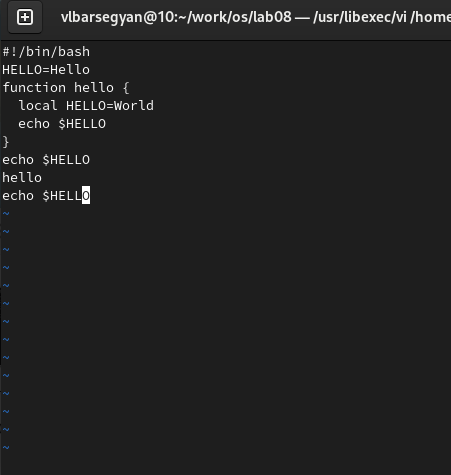 vlbarsegyan@10:~/work/os/lab08 — /usr/libexec/vi /home
#!/bin/bash
HELLO=Hello
function hello {
  local HELLO=World
  echo $HELLO
}
echo $HELLO
hello
echo $HELLO
~
~
~
~
~
~
~
~
~
~
~
~
~
~